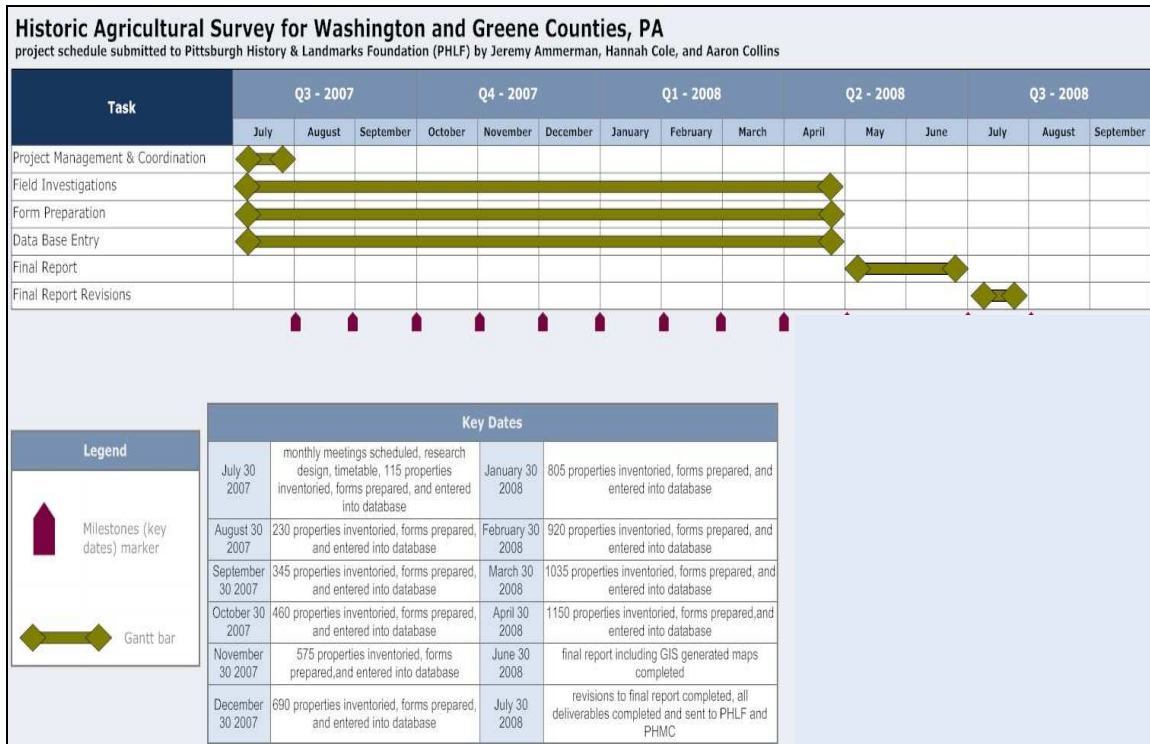 Historic Agricultural Survey for Washington and Greene Counties, PA
project schedule submitted to Pittsburgh History & Landmarks Foundation (PHLF) by Jeremy Ammerman, Hannah Cole, and Aaron Collins
Task
Q3 - 2007
Q4 - 2007
Q1 - 2008
Q2 - 2008
Q3 - 2008
July
August
September
October
November
December
January
February
March
April
May
June
July
August
September
Project Management & Coordination
Field Investigations
Form Preparation
Data Base Entry
Final Report
Final Report Revisions
Legend
Milestones (key
dates) marker
Gantt bar
Key Dates
July 30
2007
monthly meetings scheduled, research
design, timetable, 115 properties
inventoried, forms prepared, and entered
into database
January 30
2008
805 properties inventoried, forms prepared, and
entered into database
August 30
2007
230 properties inventoried, forms prepared,
and entered into database
February 30
2008
920 properties inventoried, forms prepared, and
entered into database
September
30 2007
345 properties inventoried, forms prepared,
and entered into database
March 30
2008
1035 properties inventoried, forms prepared, and
entered into database
October 30
2007
460 properties inventoried, forms prepared,
and entered into database
April 30
2008
1150 properties inventoried, forms prepared,and
entered into database
November
30 2007
575 properties inventoried, forms
prepared,and entered into database
June 30
2008
final report including GIS generated maps
completed
December
30 2007
690 properties inventoried, forms prepared,
and entered into database
July 30
2008
revisions to final report completed, all
deliverables completed and sent to PHLF and
PHMC